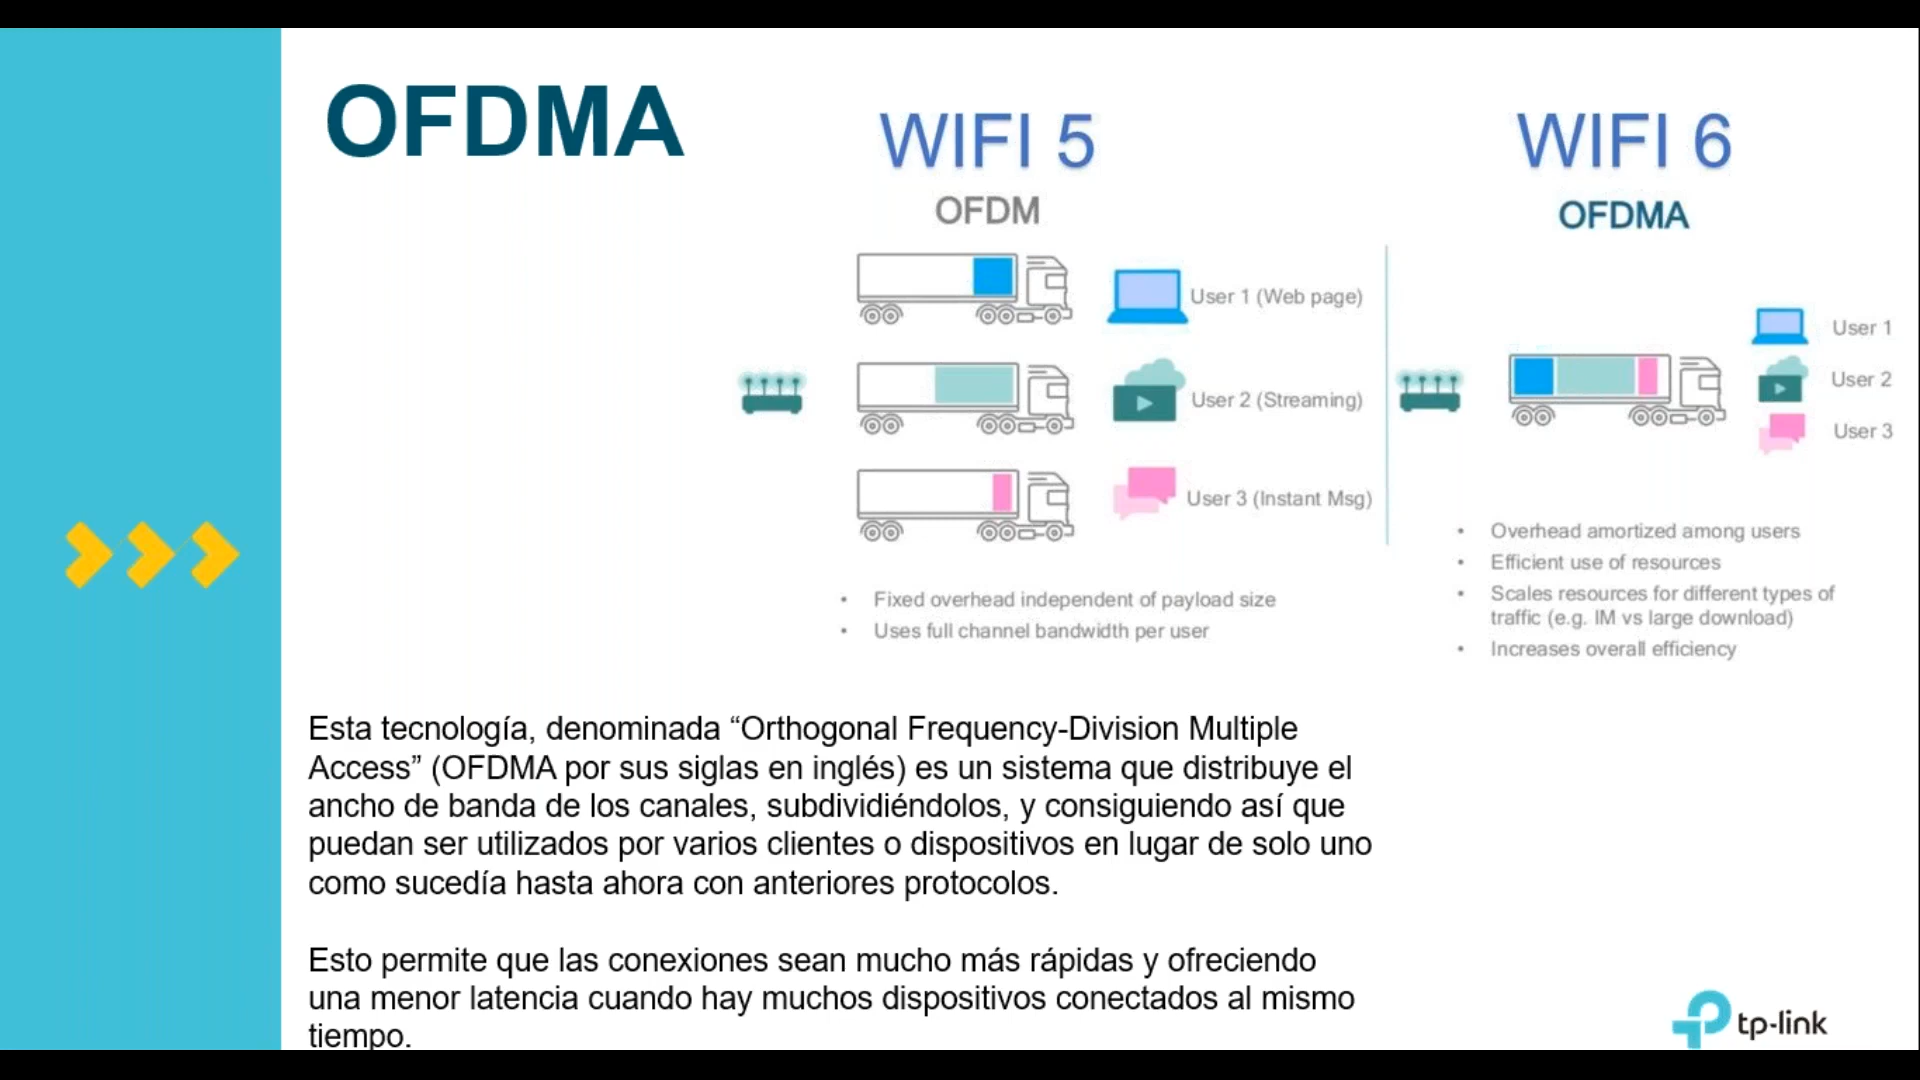 OFDMA
WIFI 5
OFDM
User 1 (Web page)
User 2 (Streaming)
User 3 (Instant Msg)
• Fixed overhead independent of payload size
• Uses full channel bandwidth per user
WIFI 6
OFDMA
User 1
User 2
User 3
• Overhead amortized among users
• Efficient use of resources
• Scales resources for different types of
traffic (e.g. IM vs large download)
• Increases overall efficiency
Esta tecnología, denominada “Orthogonal Frequency-Division Multiple
Access” (OFDMA por sus siglas en inglés) es un sistema que distribuye el
ancho de banda de los canales, subdividiéndolos, y consiguiendo así que
puedan ser utilizados por varios clientes o dispositivos en lugar de solo uno
como sucedía hasta ahora con anteriores protocolos.
Esto permite que las conexiones sean mucho más rápidas y ofreciendo
una menor latencia cuando hay muchos dispositivos conectados al mismo
tiempo.
tp-link